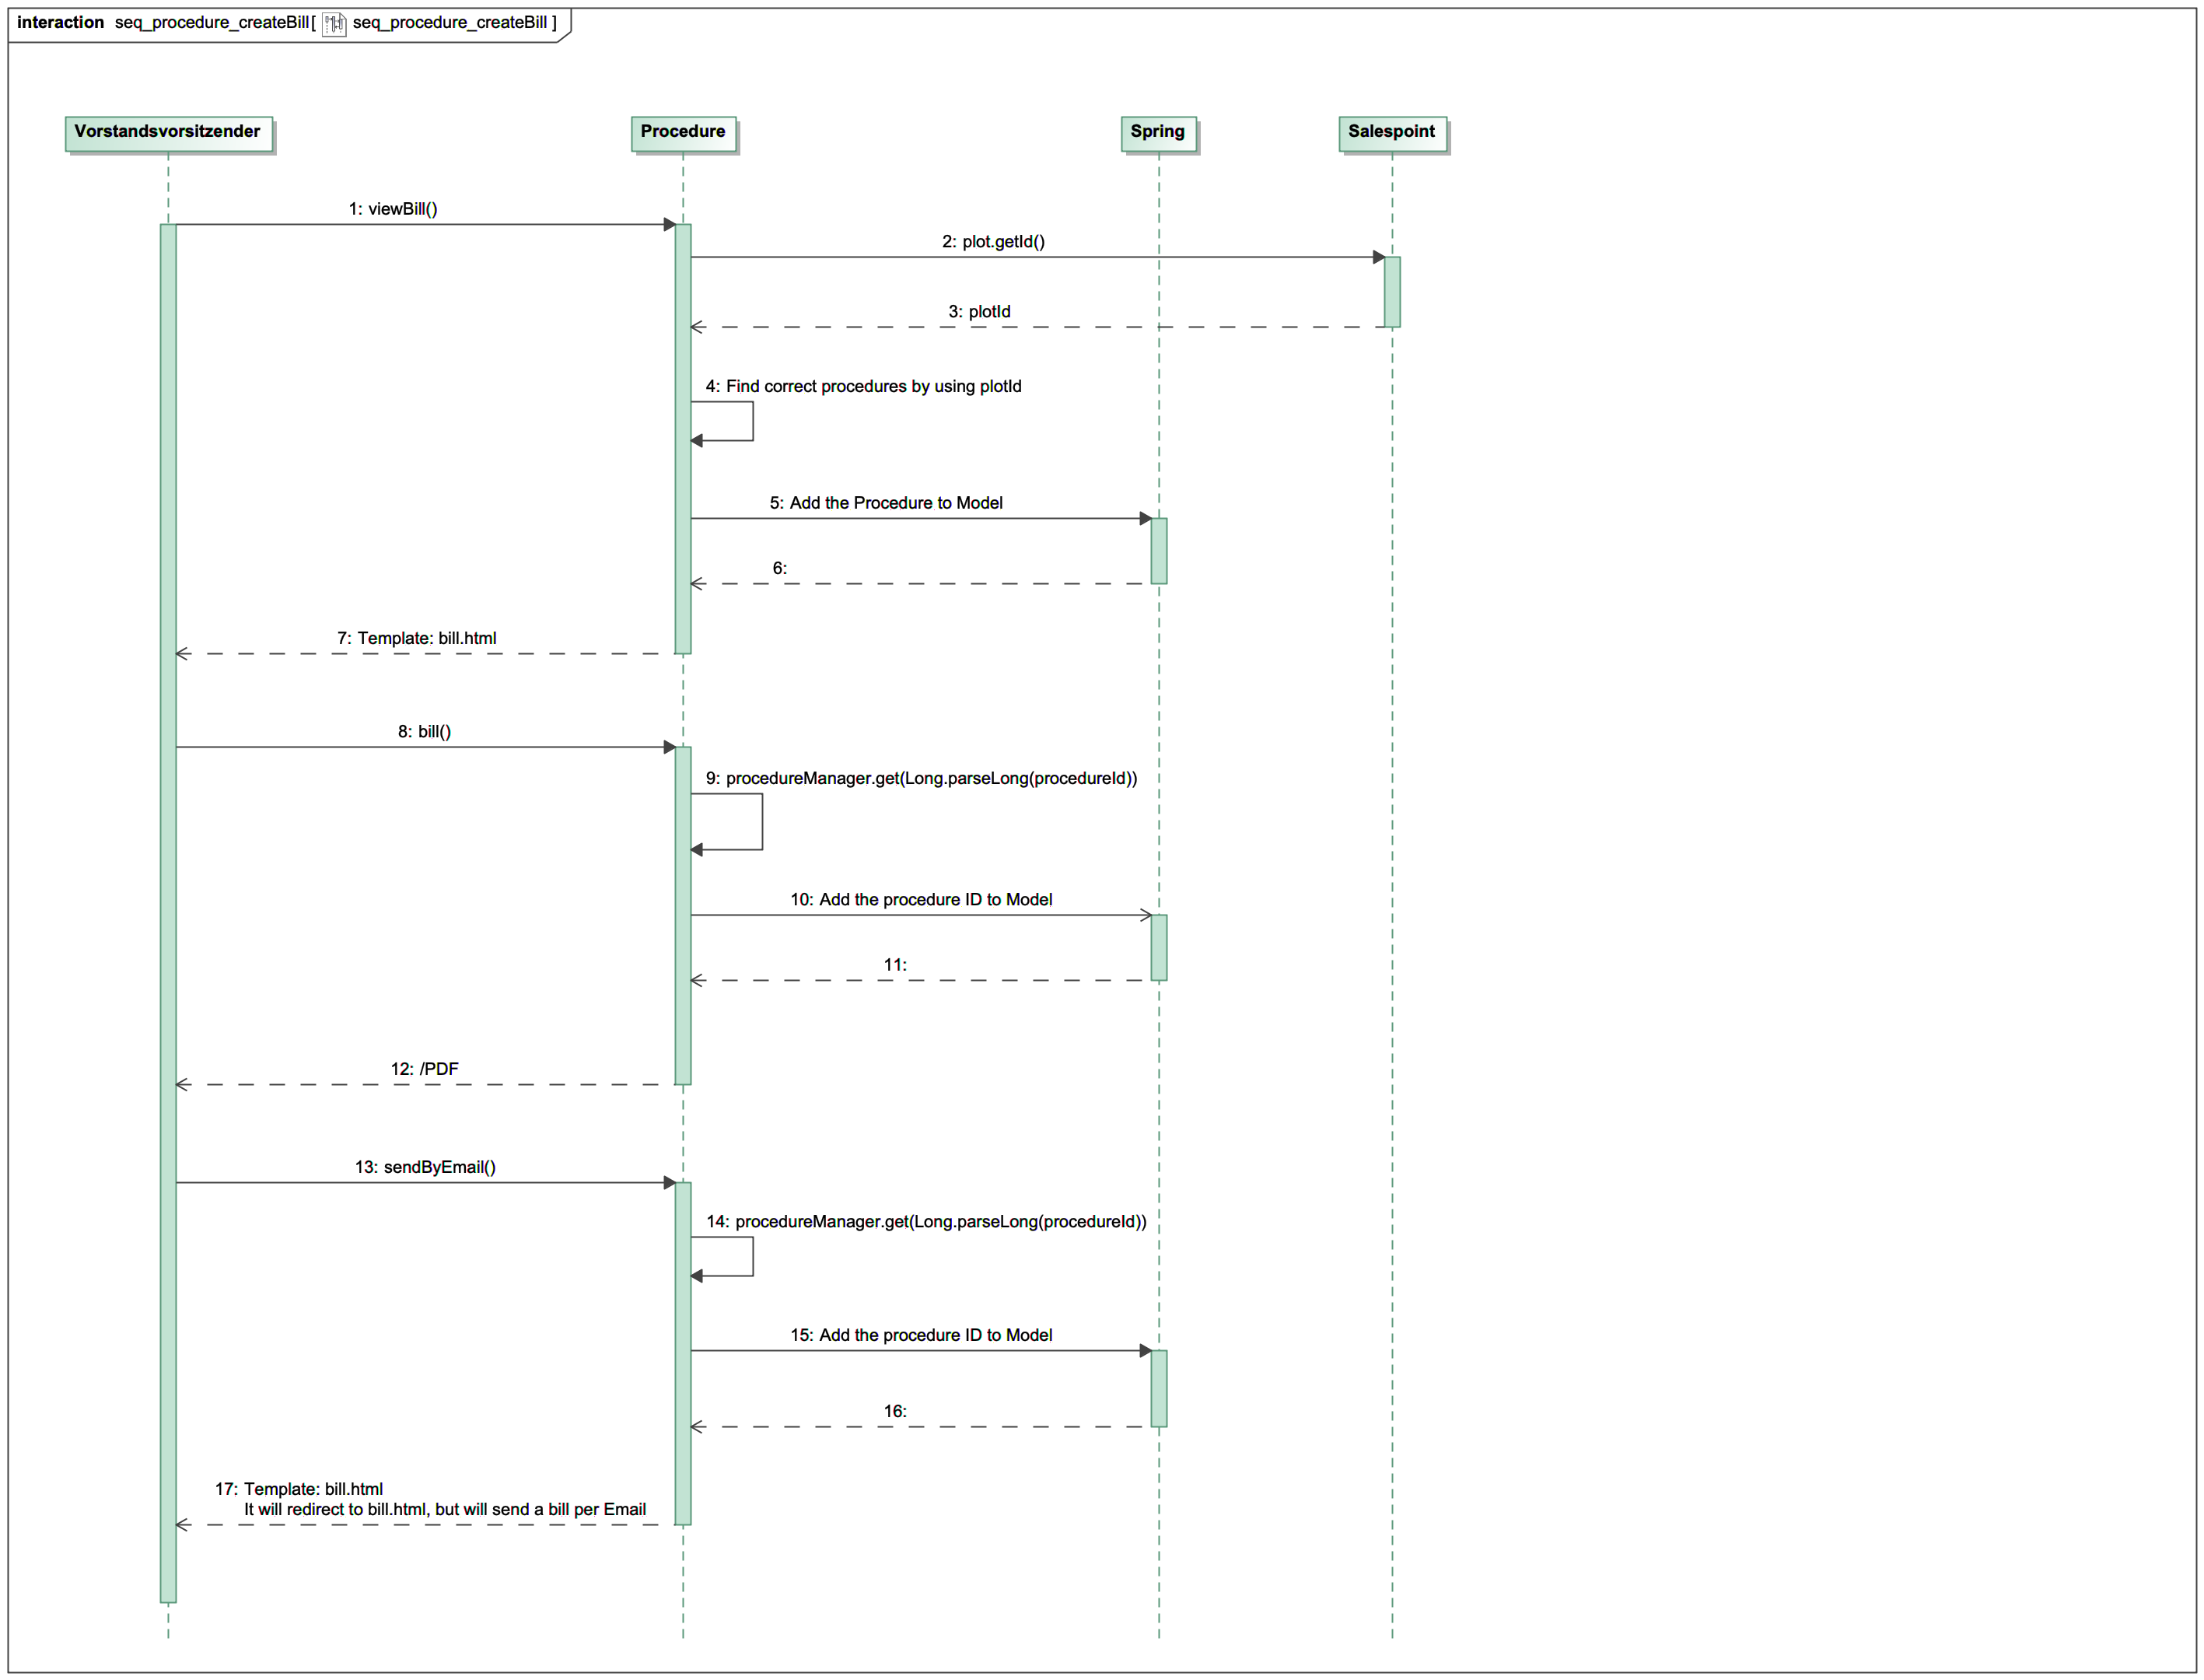 interaction seq_procedure_createBill[ seq_procedure_createBill ]
Vorstandsvorsitzender
Procedure
Spring
Salespoint
1: viewBill()
2: plot.getId()
3: plotId
4: Find correct procedures by using plotId
5: Add the Procedure to Model
6:
7: Template: bill.html
8: bill()
9: procedureManager.get(Long.parseLong(procedureId))
10: Add the procedure ID to Model
11:
12: /PDF
13: sendByEmail()
14: procedureManager.get(Long.parseLong(procedureId))
15: Add the procedure ID to Model
16:
17: Template: bill.html
It will redirect to bill.html, but will send a bill per Email